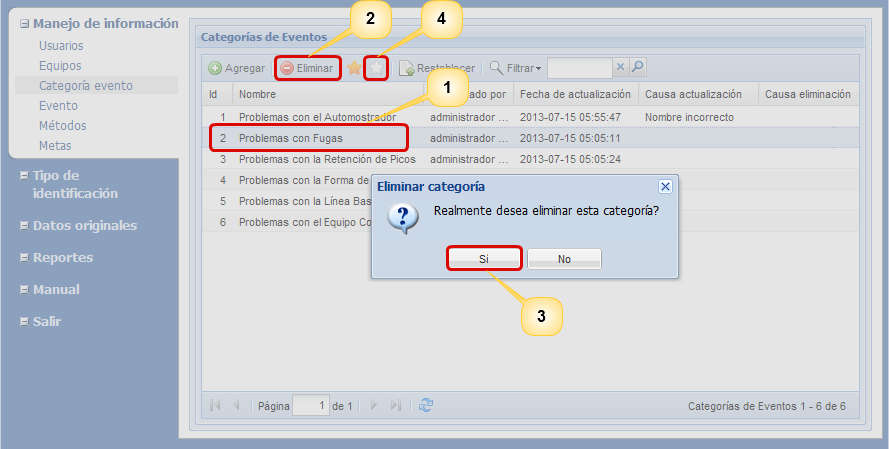 Manejo de información
Usuarios
Equipos
Categoría evento
Evento
Métodos
Metas
Tipo de
identificación
Datos originales
Reportes
Manual
Salir
2
4
Categorías de Eventos
Agregar
Eliminar
Restablecer
Filtrar
1
Id Nombre ado por Fecha de actualización Causa actualización Causa eliminación
1 Problemas con el Automostrador administrador ... 2013-07-15 05:55:47 Nombre incorrecto
2 Problemas con Fugas administrador ... 2013-07-15 05:05:11
3 Problemas con la Retención de Picos administrador ... 2013-07-15 05:05:24
4 Problemas con la Forma de
5 Problemas con la Línea Bas
6 Problemas con el Equipo Co
Eliminar categoría
Realmente desea eliminar esta categoría?
Si No
3
Página 1 de 1
Categorías de Eventos 1 - 6 de 6